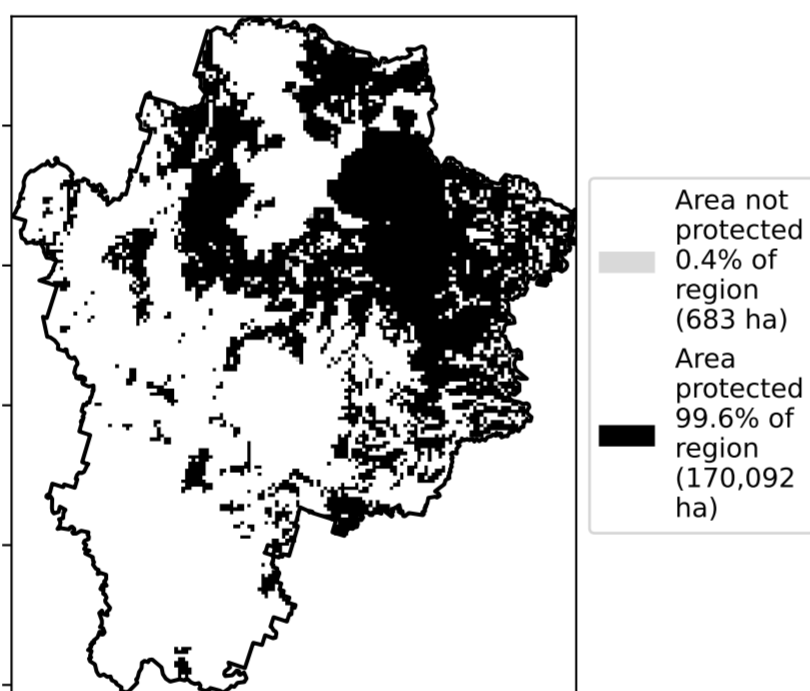 Area not
protected
0.4% of
region
(683 ha)
Area
protected
99.6% of
region
(170,092
ha)